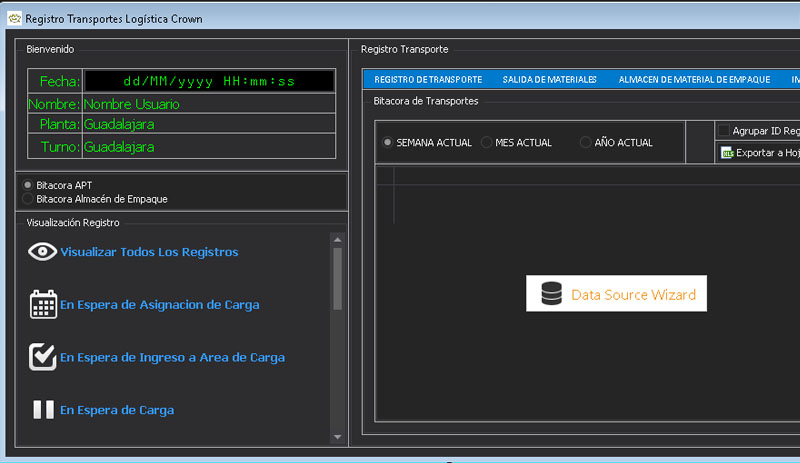 Registro Transportes Logística Crown
Bienvenido
Fecha: dd/MM/yyyy HH:mm:ss
Nombre: Nombre Usuario
Planta: Guadalajara
Turno: Guadalajara
Bitacora APT
Bitacora Almacén de Empaque
Visualización Registro
Visualizar Todos Los Registros
En Espera de Asignacion de Carga
En Espera de Ingreso a Area de Carga
En Espera de Carga
Registro Transporte
REGISTRO DE TRANSPORTE SALIDA DE MATERIALES ALMACEN DE MATERIAL DE EMPAQUE IM
Bitacora de Transportes
SEMANA ACTUAL MES ACTUAL AÑO ACTUAL
Agrupar ID Reg
Exportar a Hoj
Data Source Wizard